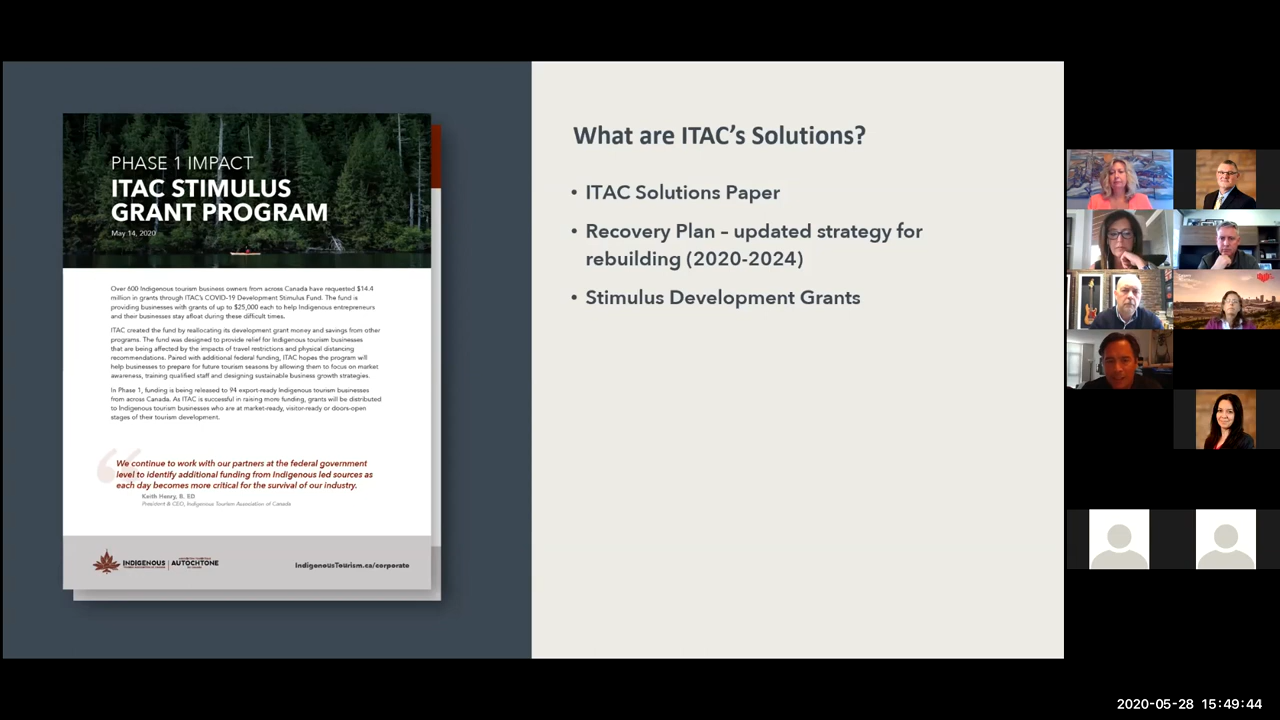 PHASE 1 IMPACT
ITAC STIMULUS
GRANT PROGRAM
May 14, 2020
Over 600 Indigenous tourism business owners from across Canada have requested $14.4
million in grants through ITAC's COVID-19 Development Stimulus Fund. The fund is
providing businesses with grants of up to $25,000 each to help Indigenous entrepreneurs
and their businesses stay afloat during these difficult times.
ITAC created the fund by reallocating its development grant money and savings from other
programs. The fund was designed to provide relief for Indigenous tourism businesses
that are being affected by the impacts of travel restrictions and physical distancing
recommendations. Paired with additional federal funding, ITAC hopes the program will
help businesses to prepare for future tourism seasons by allowing them to focus on market
awareness, training qualified staff and designing sustainable business growth strategies.
In Phase 1, funding is being released to 94 export-ready Indigenous tourism businesses
from across Canada. As ITAC is successful in raising more funding, grants will be distributed
to Indigenous tourism businesses who are at market-ready, visitor-ready or doors-open
stages of their tourism development.
We continue to work with our partners at the federal government
level to identify additional funding from Indigenous led sources as
each day becomes more critical for the survival of our industry.
Keith Henry, B. ED
President & CEO, Indigenous Tourism Association of Canada
INDIGENOUS | AUTOCHTONE
IndigenousTourism.ca/corporate
What are ITAC's Solutions?
• ITAC Solutions Paper
• Recovery Plan – updated strategy for
rebuilding (2020-2024)
• Stimulus Development Grants
2020-05-28 15:49:44